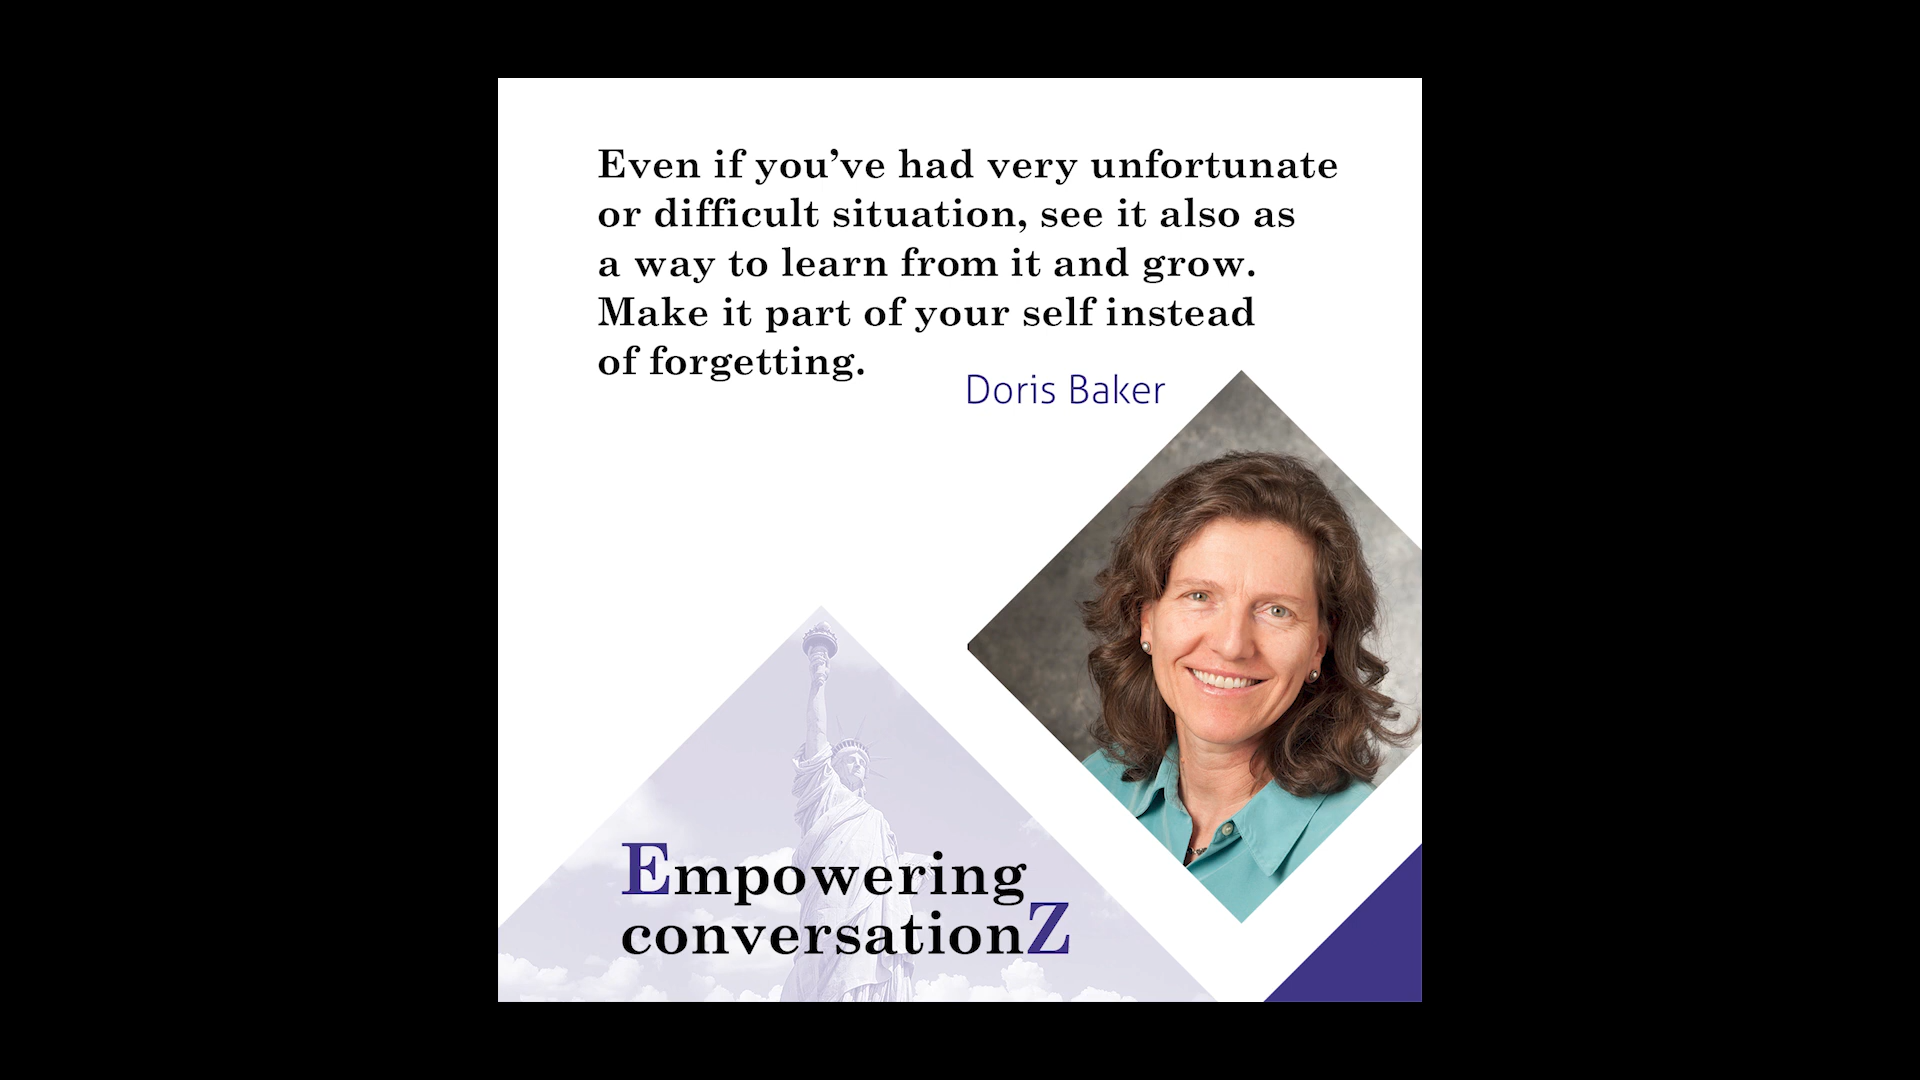 Even if you’ve had very unfortunate
or difficult situation, see it also as
a way to learn from it and grow.
Make it part of your self instead
of forgetting.
Doris Baker
Empowering
conversationZ